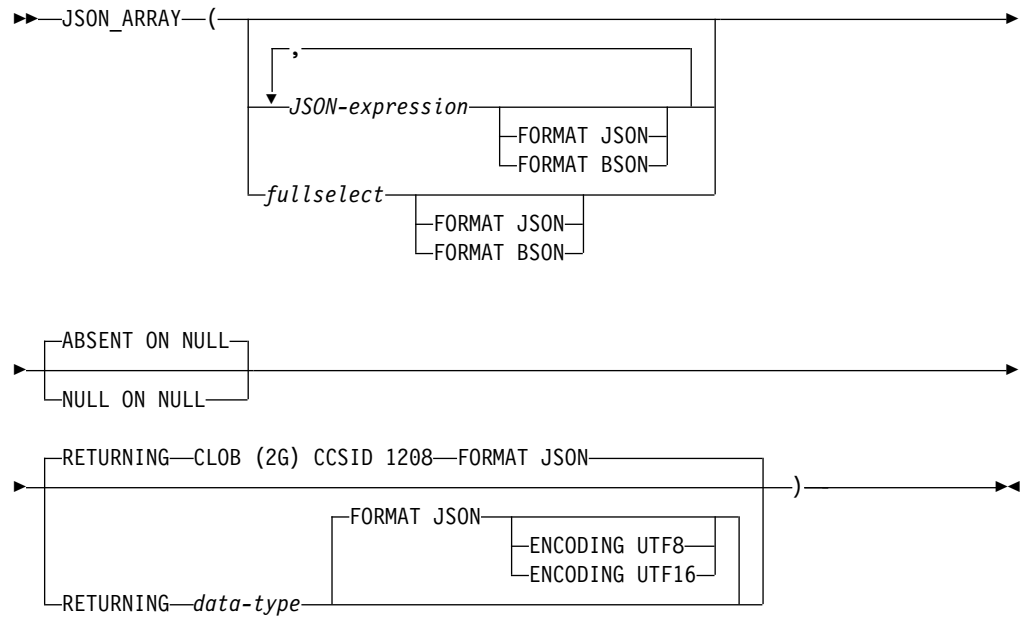 JSON_ARRAY (
,
JSON-expression
FORMAT JSON
FORMAT BSON
fullselect
FORMAT JSON
FORMAT BSON
ABSENT ON NULL
NULL ON NULL
RETURNING CLOB (2G) CCSID 1208 FORMAT JSON
)
FORMAT JSON
ENCODING UTF8
ENCODING UTF16
RETURNING data-type